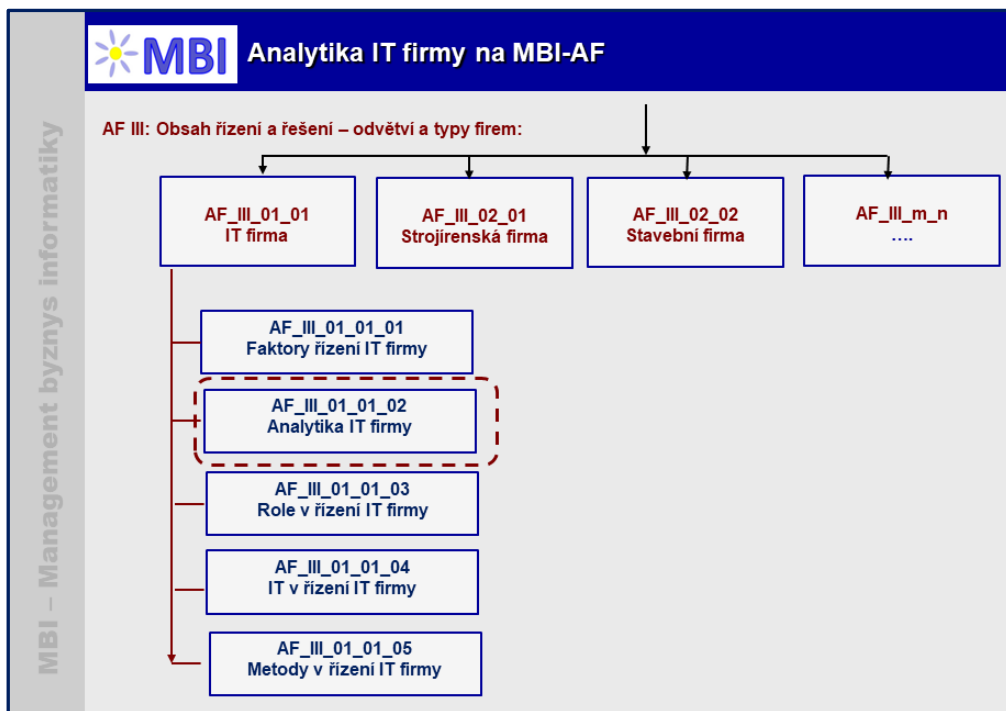 MBI
Analytika IT firmy na MBI-AF
MBI – Management byznys informatiky
AF III: Obsah řízení a řešení – odvětví a typy firem:
AF_III_01_01
IT firma
AF_III_02_01
Strojírenská firma
AF_III_02_02
Stavební firma
AF_III_m_n
....
AF_III_01_01_01
Faktory řízení IT firmy
AF_III_01_01_02
Analytika IT firmy
AF_III_01_01_03
Role v řízení IT firmy
AF_III_01_01_04
IT v řízení IT firmy
AF_III_01_01_05
Metody v řízení IT firmy